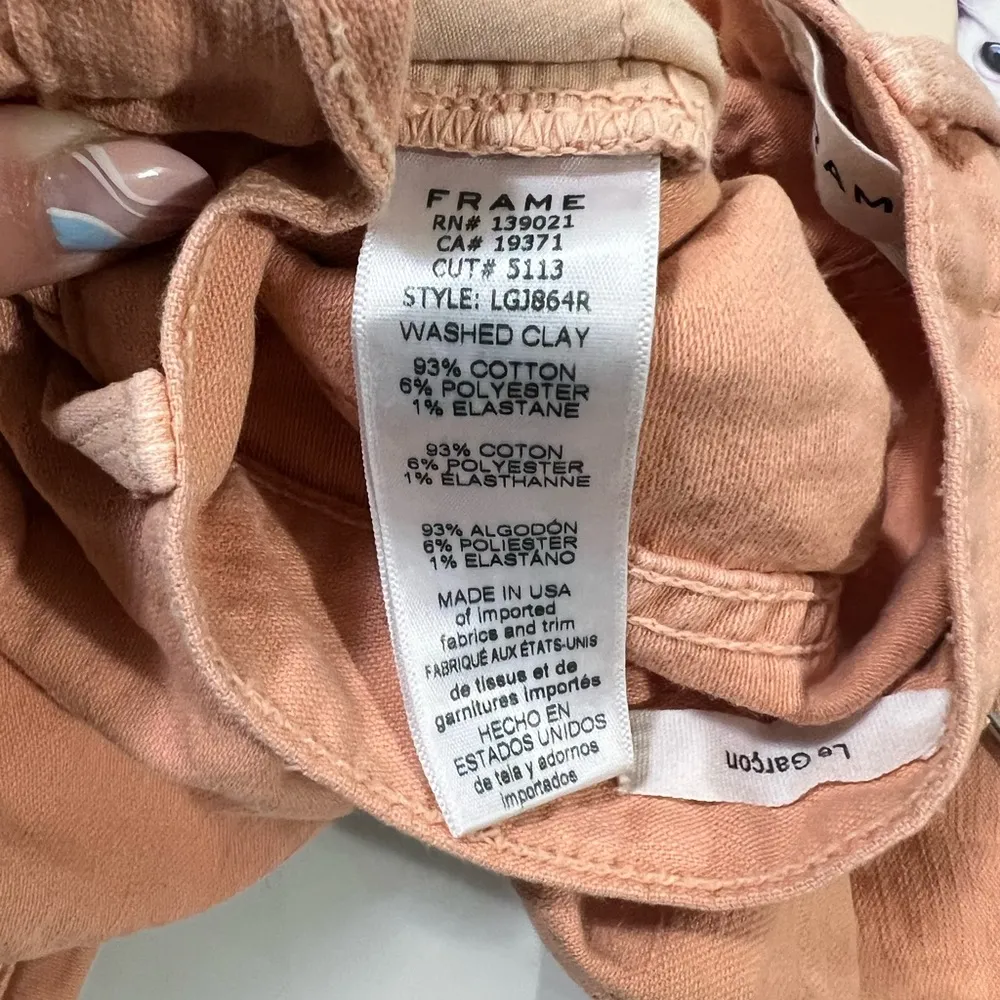 FRAME
RN# 139021
CA# 19371
CUT# 5113
STYLE: LGJ864R
WASHED CLAY
93% COTTON
6% POLYESTER
1% ELASTANE
93% COTON
6% POLYESTER
1% ELASTHANNE
93% ALGODÓN
6% POLIESTER
1% ELASTANO
MADE IN USA
of imported
fabrics and trim
FABRIQUÉ AUX ÉTATS-UNIS
de tissus et de
garnitures importés
HECHO EN
ESTADOS UNIDOS
de tela y adornos
importados
Le Garçon
RAM